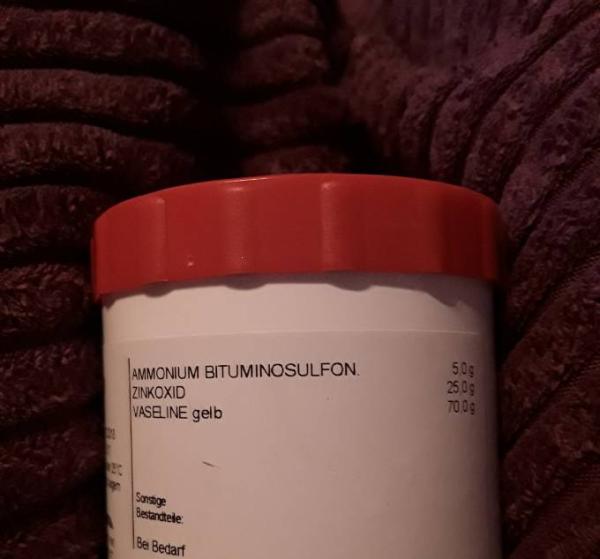 AMMONIUM BITUMINOSULFON. 5,0 g
ZINKOXID 25,0 g
VASELINE gelb 70,0 g
Sonstige
Bestandteile:
Bei Bedarf